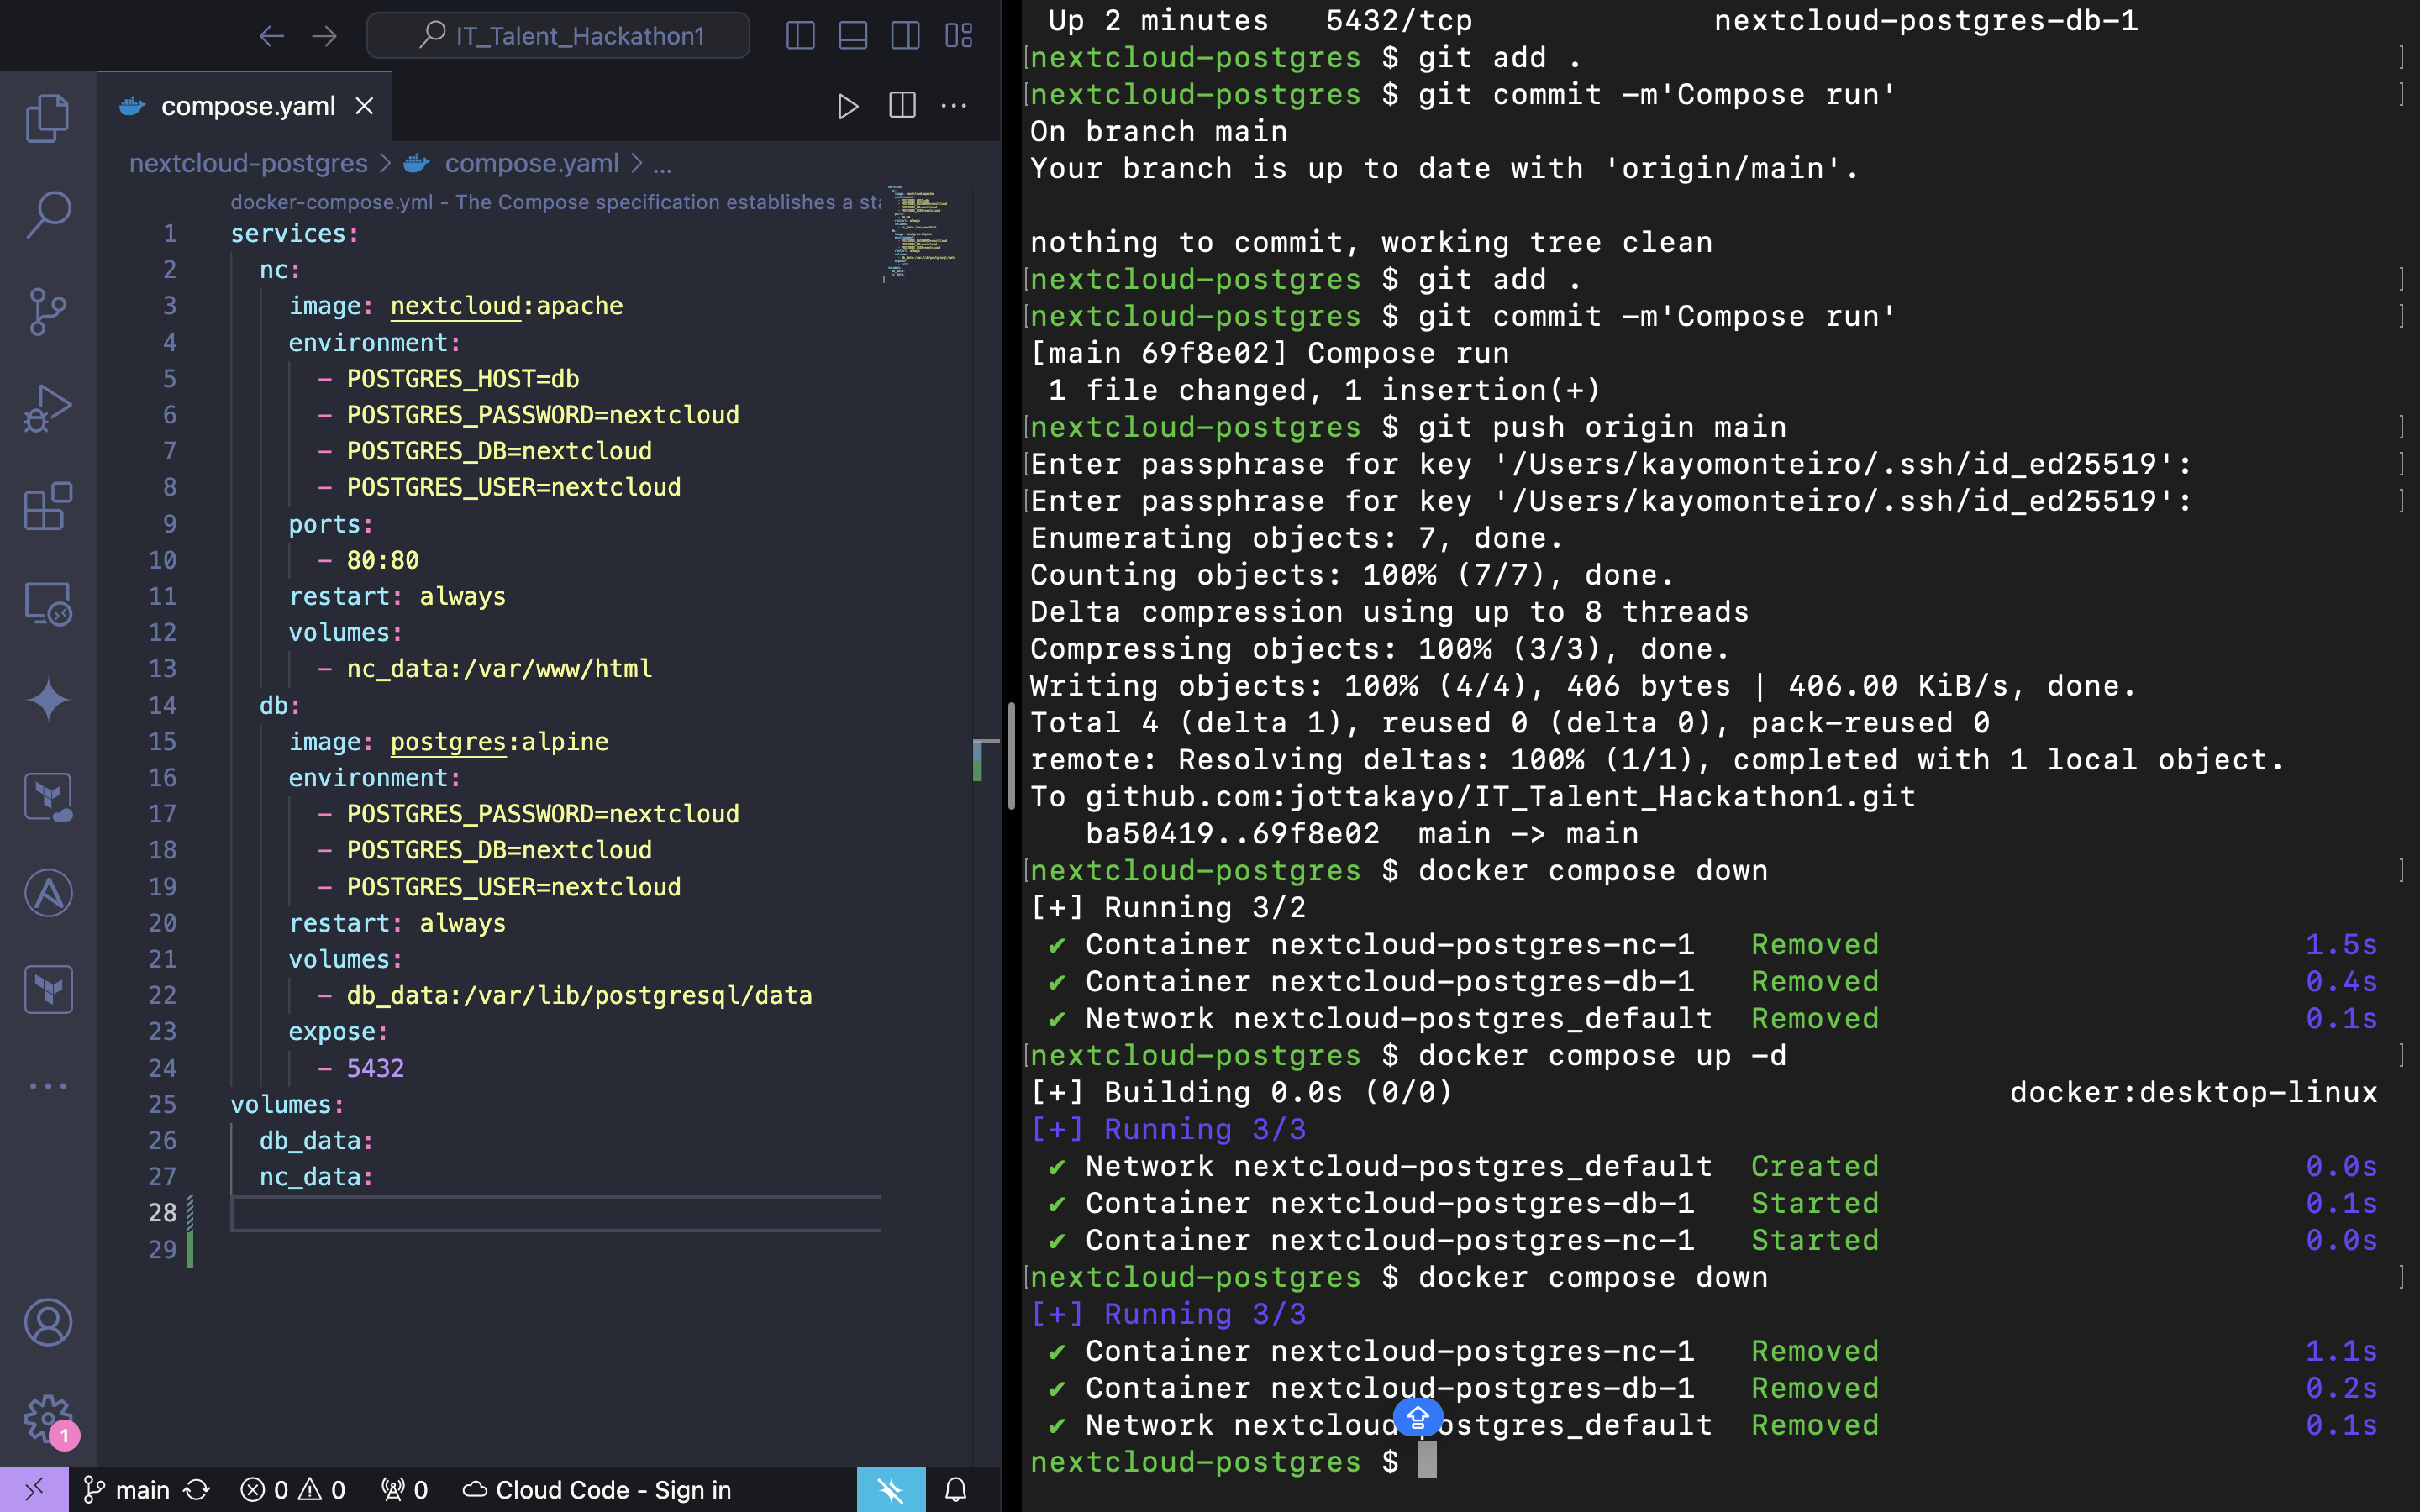 IT_Talent_Hackathon1
compose.yaml
nextcloud-postgres > compose.yaml > ...
docker-compose.yml - The Compose specification establishes a sta
1 services:
2 nc:
3 image: nextcloud:apache
4 environment:
5 - POSTGRES_HOST=db
6 - POSTGRES_PASSWORD=nextcloud
7 - POSTGRES_DB=nextcloud
8 - POSTGRES_USER=nextcloud
9 ports:
10 - 80:80
11 restart: always
12 volumes:
13 - nc_data:/var/www/html
14 db:
15 image: postgres:alpine
16 environment:
17 - POSTGRES_PASSWORD=nextcloud
18 - POSTGRES_DB=nextcloud
19 - POSTGRES_USER=nextcloud
20 restart: always
21 volumes:
22 - db_data:/var/lib/postgresql/data
23 expose:
24 - 5432
25 volumes:
26 db_data:
27 nc_data:
28
29
1
main 0 0 0 Cloud Code - Sign in
Up 2 minutes 5432/tcp nextcloud-postgres-db-1
[nextcloud-postgres $ git add . ]
[nextcloud-postgres $ git commit -m'Compose run' ]
On branch main
Your branch is up to date with 'origin/main'.
nothing to commit, working tree clean
[nextcloud-postgres $ git add . ]
[nextcloud-postgres $ git commit -m'Compose run' ]
[main 69f8e02] Compose run
1 file changed, 1 insertion(+)
[nextcloud-postgres $ git push origin main ]
[Enter passphrase for key '/Users/kayomonteiro/.ssh/id_ed25519': ]
[Enter passphrase for key '/Users/kayomonteiro/.ssh/id_ed25519': ]
Enumerating objects: 7, done.
Counting objects: 100% (7/7), done.
Delta compression using up to 8 threads
Compressing objects: 100% (3/3), done.
Writing objects: 100% (4/4), 406 bytes | 406.00 KiB/s, done.
Total 4 (delta 1), reused 0 (delta 0), pack-reused 0
remote: Resolving deltas: 100% (1/1), completed with 1 local object.
To github.com:jottakayo/IT_Talent_Hackathon1.git
ba50419..69f8e02 main -> main
[nextcloud-postgres $ docker compose down ]
[+] Running 3/2
✔ Container nextcloud-postgres-nc-1 Removed 1.5s
✔ Container nextcloud-postgres-db-1 Removed 0.4s
✔ Network nextcloud-postgres_default Removed 0.1s
[nextcloud-postgres $ docker compose up -d ]
[+] Building 0.0s (0/0) docker:desktop-linux
[+] Running 3/3
✔ Network nextcloud-postgres_default Created 0.0s
✔ Container nextcloud-postgres-db-1 Started 0.1s
✔ Container nextcloud-postgres-nc-1 Started 0.0s
[nextcloud-postgres $ docker compose down ]
[+] Running 3/3
✔ Container nextcloud-postgres-nc-1 Removed 1.1s
✔ Container nextcloud-postgres-db-1 Removed 0.2s
✔ Network nextcloud-postgres_default Removed 0.1s
nextcloud-postgres $